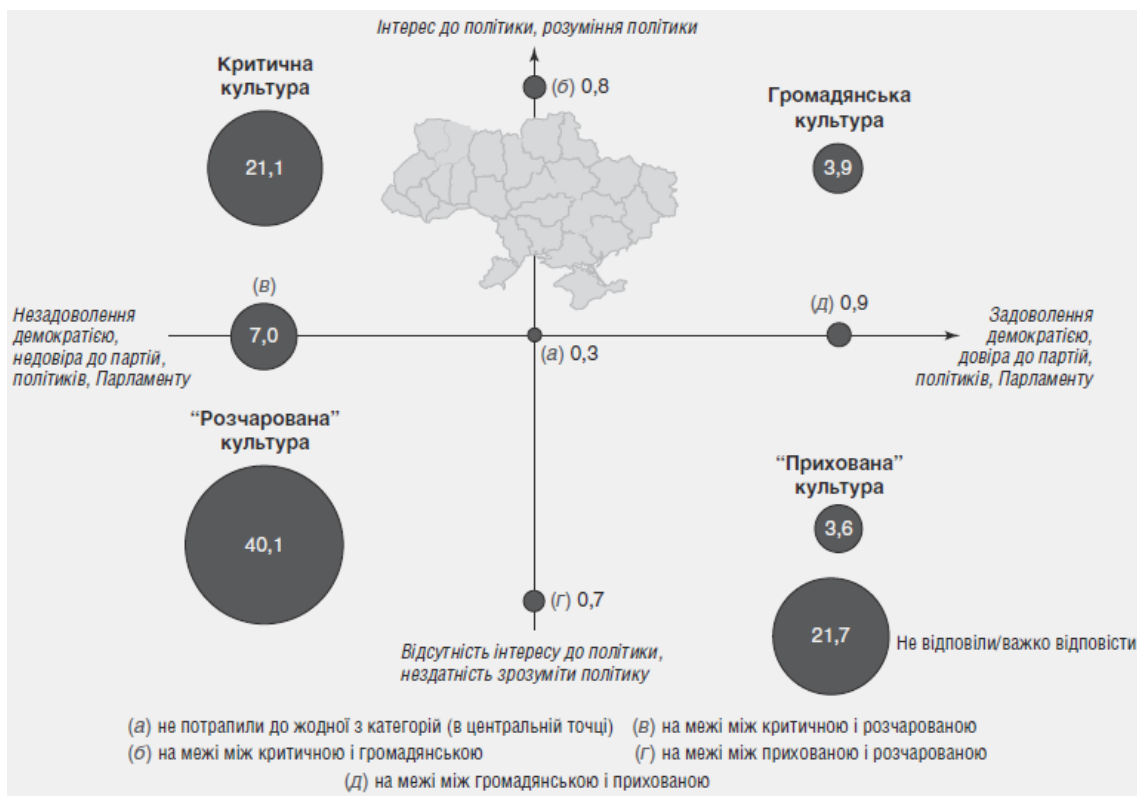 Інтерес до політики, розуміння політики
Критична
культура
21,1
(б) 0,8
Громадянська
культура
3,9
Незадоволення
демократією,
недовіра до партій,
політиків, Парламенту
(в)
7,0
(а) 0,3
(д) 0,9
Задоволення
демократією,
довіра до партій,
політиків, Парламенту
“Розчарована”
культура
40,1
“Прихована”
культура
3,6
(г) 0,7
21,7
Не відповіли/важко відповісти
Відсутність інтересу до політики,
нездатність зрозуміти політику
(а) не потрапили до жодної з категорій (в центральній точці)
(в) на межі між критичною і розчарованою
(б) на межі між критичною і громадянською
(г) на межі між прихованою і розчарованою
(д) на межі між громадянською і прихованою